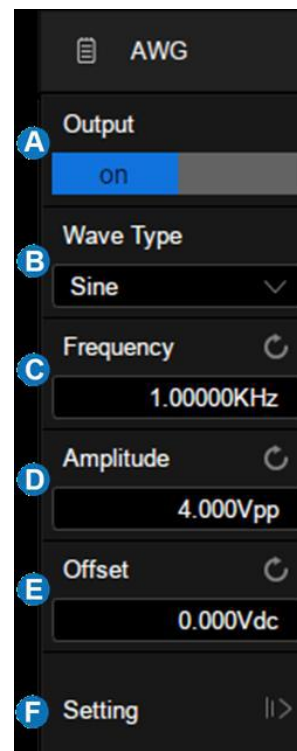 AWG
A
Output
on
B
Wave Type
Sine
C
Frequency
1.00000KHz
D
Amplitude
4.000Vpp
E
Offset
0.000Vdc
F
Setting